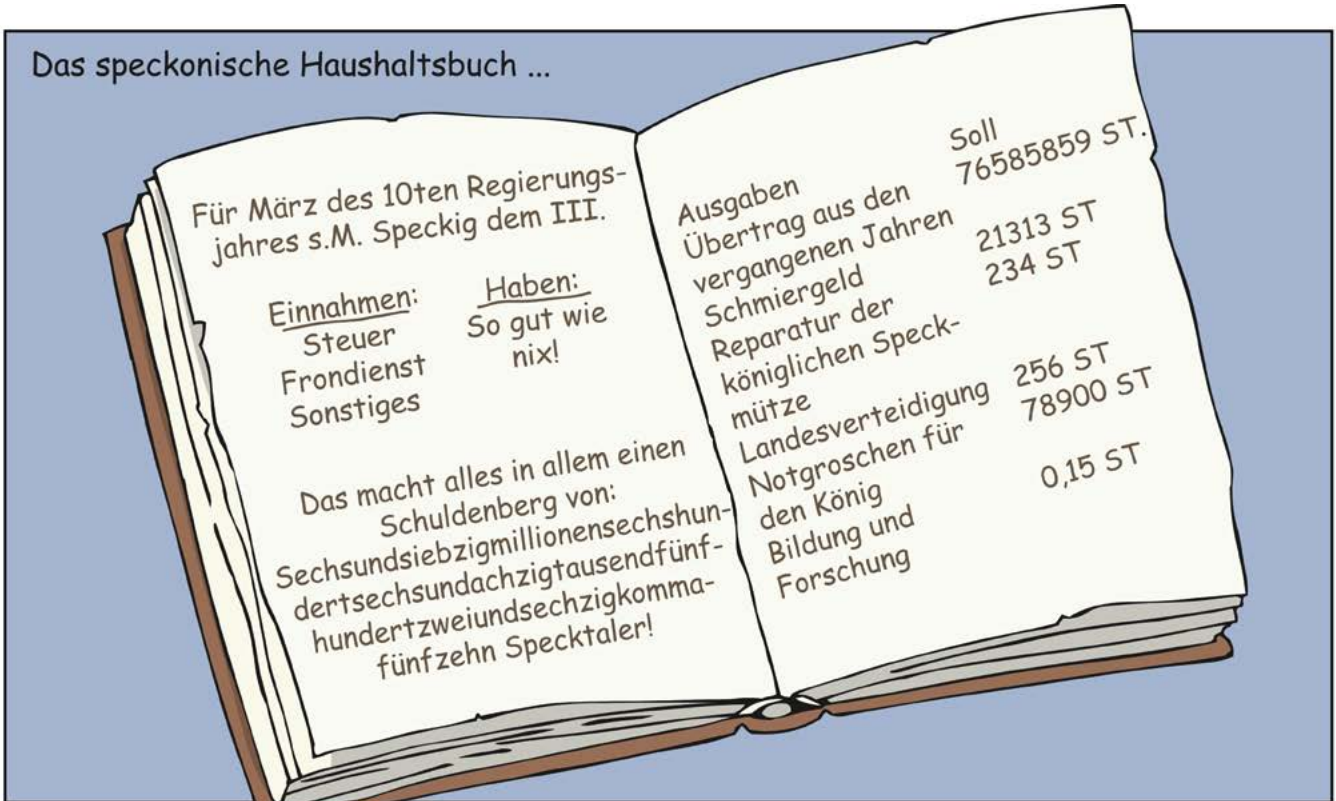 Das speckonische Haushaltsbuch ...
Für März des 10ten Regierungs-
jahres s.M. Speckig dem III.
Einnahmen:
Steuer
Frondienst
Sonstiges
Haben:
So gut wie
nix!
Das macht alles in allem einen
Schuldenberg von:
Sechsundsiebzigmillionensechshun-
dertsechsundachzigtausendfünf-
hundertzweiundsechzigkomma-
fünfzehn Specktaler!
Soll
Ausgaben
76585859 ST.
Übertrag aus den
vergangenen Jahren
Schmiergeld
21313 ST
Reparatur der
234 ST
königlichen Speck-
mütze
Landesverteidigung
256 ST
Notgroschen für
78900 ST
den König
Bildung und
0,15 ST
Forschung